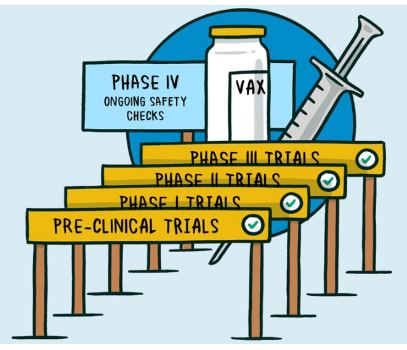 PHASE IV
ONGOING SAFETY
CHECKS
VAX
PHASE III TRIALS
PHASE II TRIALS
PHASE I TRIALS
PRE-CLINICAL TRIALS